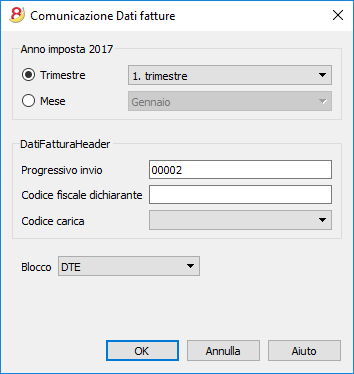 Comunicazione Dati fatture
Anno imposta 2017
Trimestre 1. trimestre
Mese Gennaio
DatiFatturaHeader
Progressivo invio 00002
Codice fiscale dichiarante
Codice carica
Blocco DTE
OK Annulla Aiuto